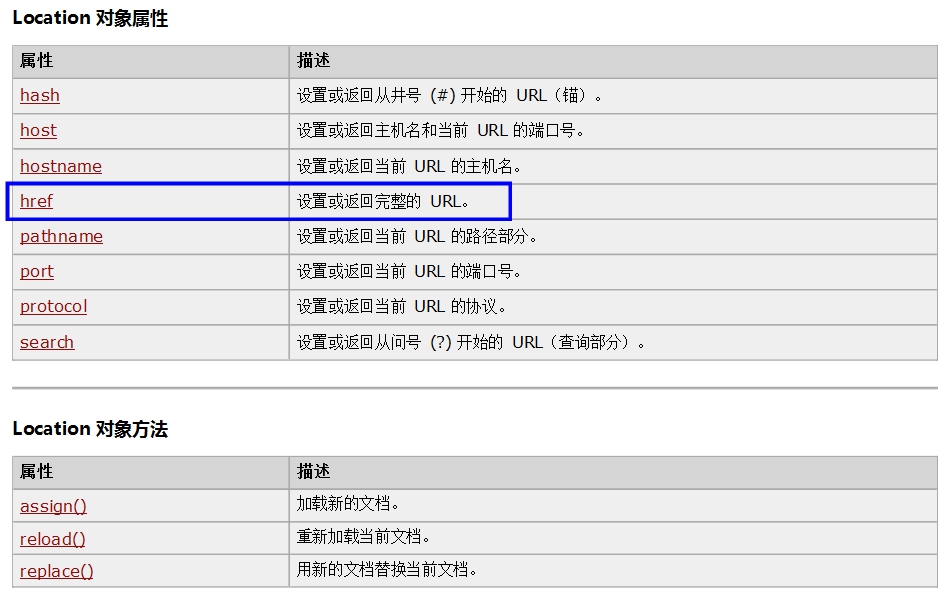 Location 对象属性
属性 描述
hash 设置或返回从井号 (#) 开始的 URL（锚）。
host 设置或返回主机名和当前 URL 的端口号。
hostname 设置或返回当前 URL 的主机名。
href 设置或返回完整的 URL。
pathname 设置或返回当前 URL 的路径部分。
port 设置或返回当前 URL 的端口号。
protocol 设置或返回当前 URL 的协议。
search 设置或返回从问号 (?) 开始的 URL（查询部分）。
Location 对象方法
属性 描述
assign() 加载新的文档。
reload() 重新加载当前文档。
replace() 用新的文档替换当前文档。